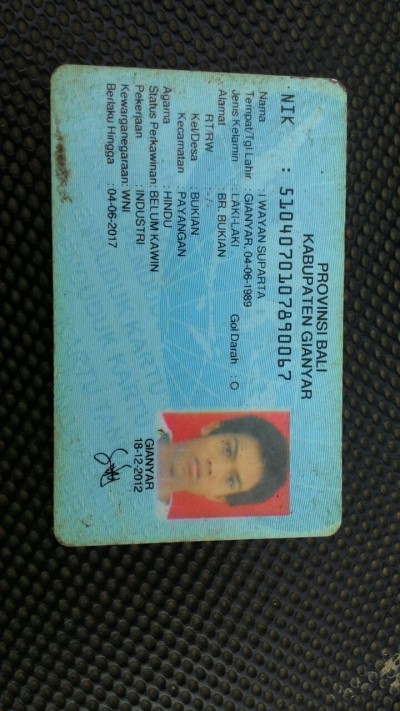 PROVINSI BALI
KABUPATEN GIANYAR
NIK : 5104070107890067
Nama : I WAYAN SUPARTA
Tempat/Tgl Lahir : GIANYAR, 04-06-1989
Jenis Kelamin : LAKI-LAKI Gol Darah : O
Alamat : BR. BUKIAN
RT/RW : -/-
Kel/Desa : BUKIAN
Kecamatan : PAYANGAN
Agama : HINDU
Status Perkawinan: BELUM KAWIN
Pekerjaan : INDUSTRI
Kewarganegaraan: WNI
Berlaku Hingga : 04-06-2017
GIANYAR
18-12-2012